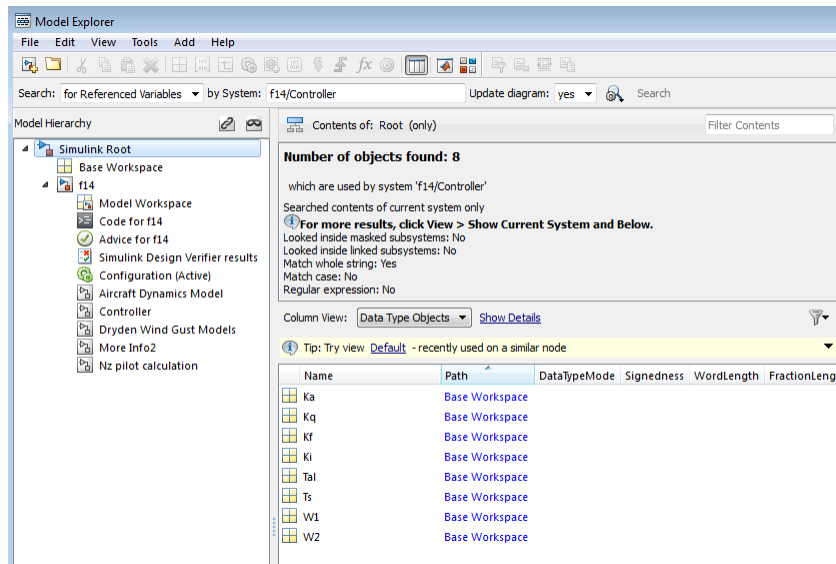 Model Explorer
File Edit View Tools Add Help
Search: for Referenced Variables by System: f14/Controller Update diagram: yes Search
Model Hierarchy
Simulink Root
Base Workspace
f14
Model Workspace
Code for f14
Advice for f14
Simulink Design Verifier results
Configuration (Active)
Aircraft Dynamics Model
Controller
Dryden Wind Gust Models
More Info2
Nz pilot calculation
Contents of: Root (only) Filter Contents
Number of objects found: 8
which are used by system 'f14/Controller'
Searched contents of current system only
For more results, click View > Show Current System and Below.
Looked inside masked subsystems: No
Looked inside linked subsystems: No
Match whole string: Yes
Match case: No
Regular expression: No
Column View: Data Type Objects Show Details
Tip: Try view Default - recently used on a similar node
Name Path DataTypeMode Signedness WordLength FractionLeng
Ka Base Workspace
Kq Base Workspace
Kf Base Workspace
Ki Base Workspace
Tal Base Workspace
Ts Base Workspace
W1 Base Workspace
W2 Base Workspace